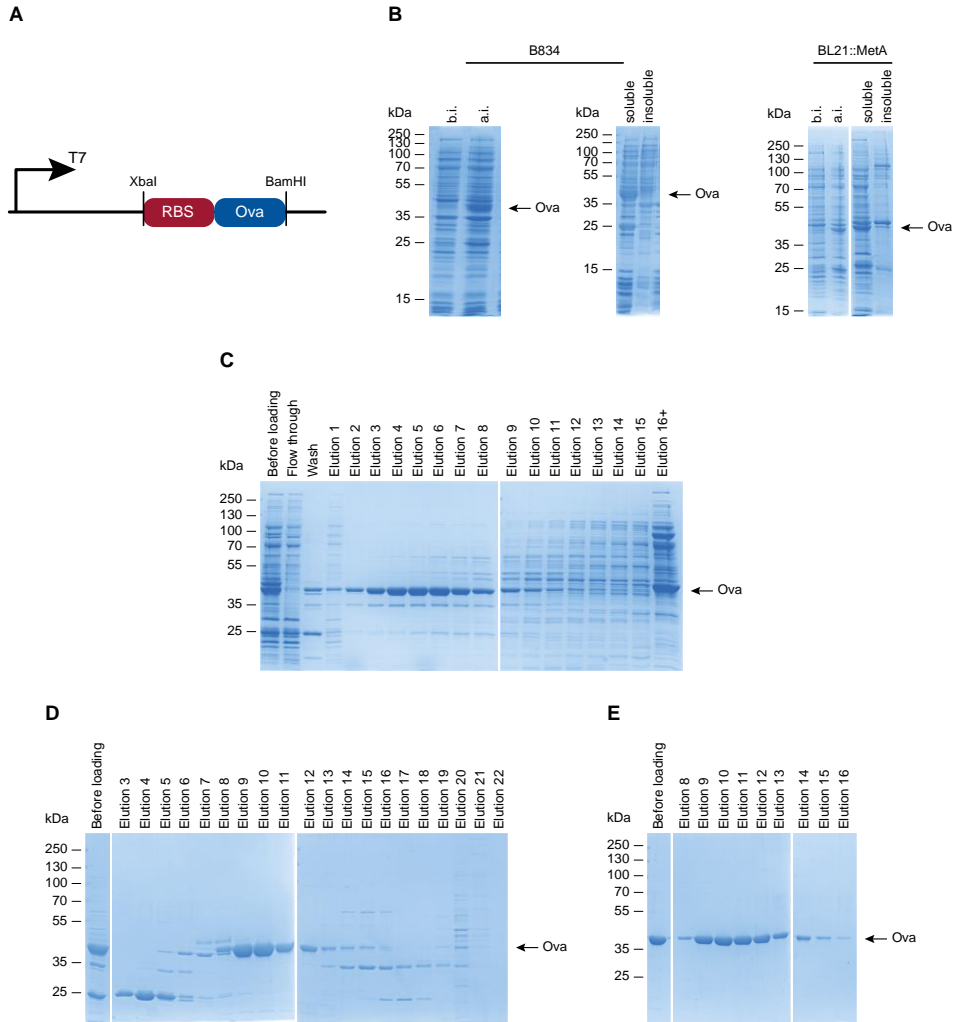 A
T7
XbaI
BamHI
RBS
Ova
B
B834
kDa
b.i.
a.i.
250
130
100
70
55
35
25
15
Ova
kDa
soluble
insoluble
250
130
100
70
55
35
25
15
Ova
BL21::MetA
kDa
b.i.
a.i.
soluble
insoluble
250
130
100
70
55
35
25
15
Ova
C
kDa
Before loading
Flow through
Wash
Elution 1
Elution 2
Elution 3
Elution 4
Elution 5
Elution 6
Elution 7
Elution 8
Elution 9
Elution 10
Elution 11
Elution 12
Elution 13
Elution 14
Elution 15
Elution 16+
250
130
100
70
55
35
25
Ova
D
kDa
Before loading
Elution 3
Elution 4
Elution 5
Elution 6
Elution 7
Elution 8
Elution 9
Elution 10
Elution 11
Elution 12
Elution 13
Elution 14
Elution 15
Elution 16
Elution 17
Elution 18
Elution 19
Elution 20
Elution 21
Elution 22
250
130
100
70
55
35
25
Ova
E
kDa
Before loading
Elution 8
Elution 9
Elution 10
Elution 11
Elution 12
Elution 13
Elution 14
Elution 15
Elution 16
250
130
100
70
55
35
25
Ova